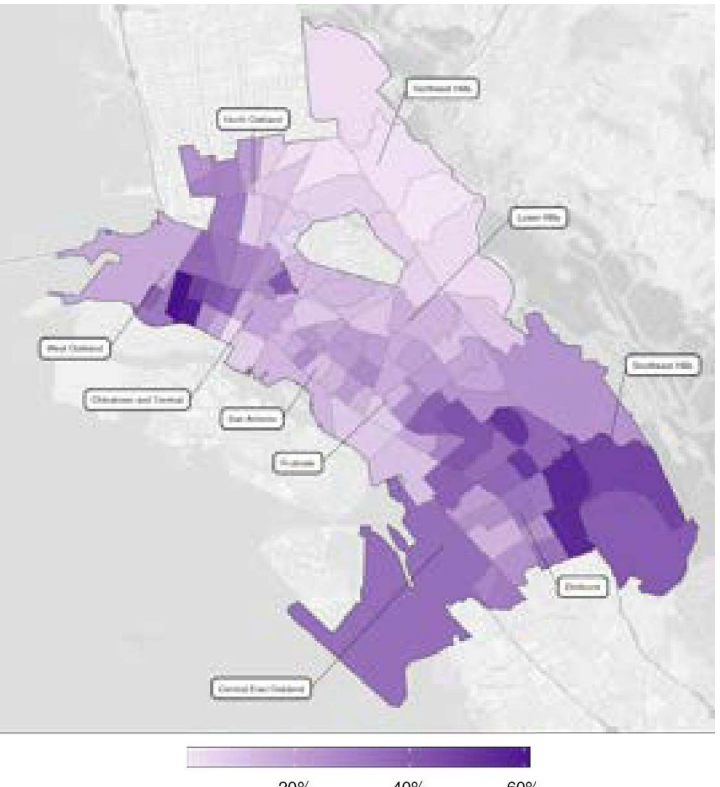 Northeast Hills
North Oakland
Lower Hills
West Oakland
Southeast Hills
Chinatown and Central
San Antonio
Fruitvale
Elmhurst
Central East Oakland
20%
40%
60%